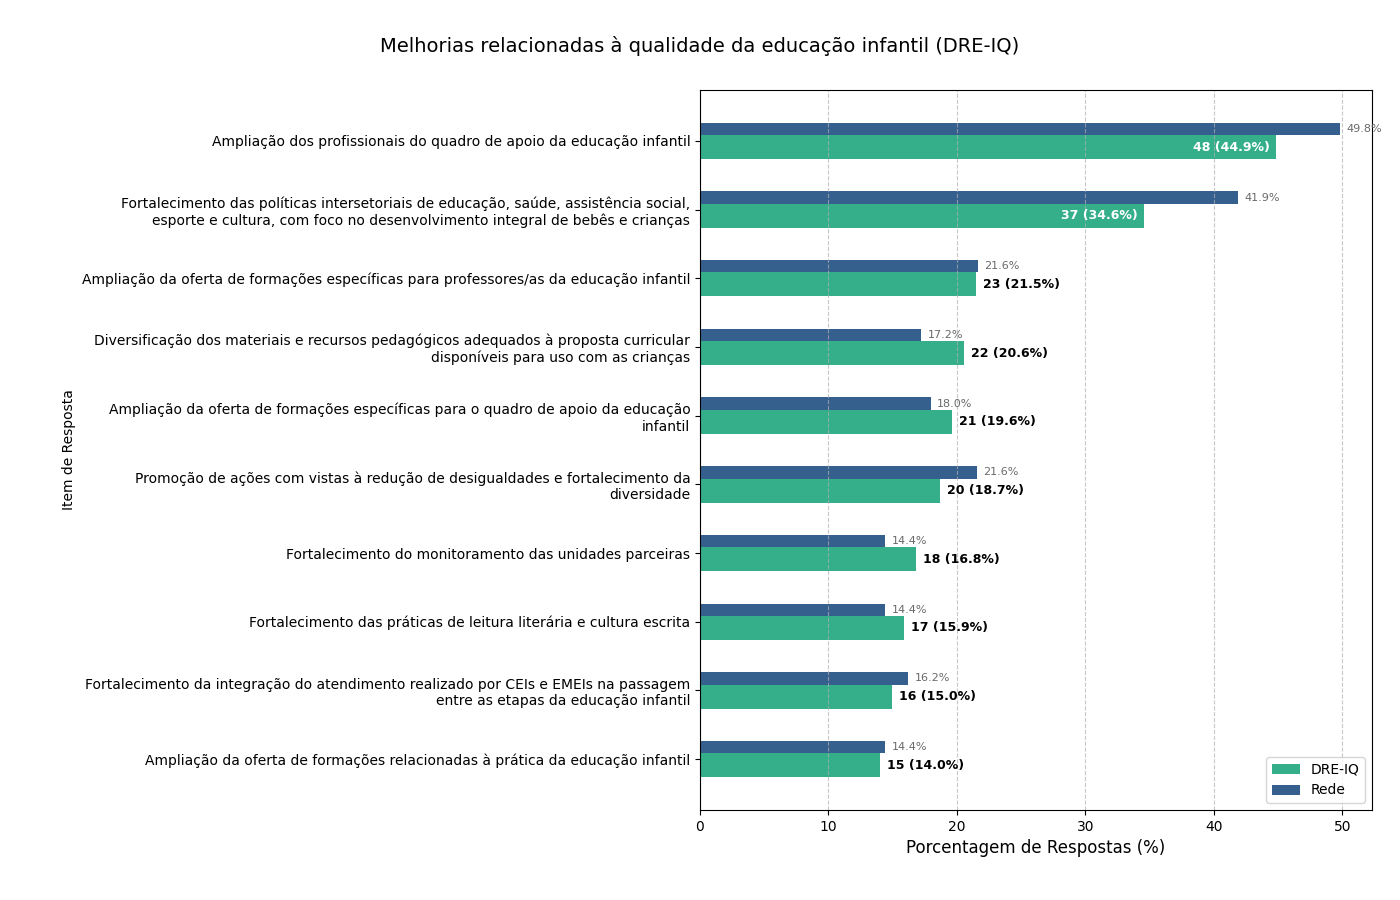 Melhorias relacionadas à qualidade da educação infantil (DRE-IQ)
Item de Resposta
Ampliação dos profissionais do quadro de apoio da educação infantil
49.8%
48 (44.9%)
Fortalecimento das políticas intersetoriais de educação, saúde, assistência social,
esporte e cultura, com foco no desenvolvimento integral de bebês e crianças
41.9%
37 (34.6%)
Ampliação da oferta de formações específicas para professores/as da educação infantil
21.6%
23 (21.5%)
Diversificação dos materiais e recursos pedagógicos adequados à proposta curricular
disponíveis para uso com as crianças
17.2%
22 (20.6%)
Ampliação da oferta de formações específicas para o quadro de apoio da educação
infantil
18.0%
21 (19.6%)
Promoção de ações com vistas à redução de desigualdades e fortalecimento da
diversidade
21.6%
20 (18.7%)
Fortalecimento do monitoramento das unidades parceiras
14.4%
18 (16.8%)
Fortalecimento das práticas de leitura literária e cultura escrita
14.4%
17 (15.9%)
Fortalecimento da integração do atendimento realizado por CEIs e EMEIs na passagem
entre as etapas da educação infantil
16.2%
16 (15.0%)
Ampliação da oferta de formações relacionadas à prática da educação infantil
14.4%
15 (14.0%)
DRE-IQ
Rede
0 10 20 30 40 50
Porcentagem de Respostas (%)